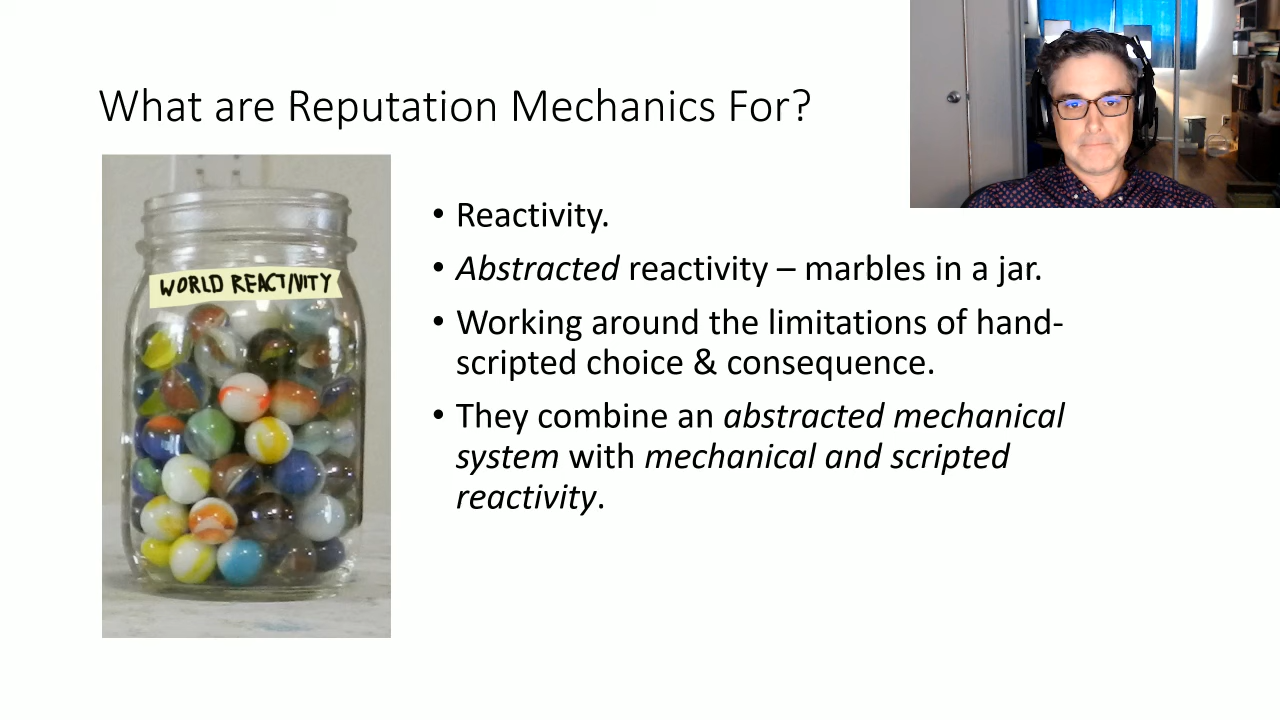 What are Reputation Mechanics For?
WORLD REACTIVITY
• Reactivity.
• Abstracted reactivity – marbles in a jar.
• Working around the limitations of hand-
scripted choice & consequence.
• They combine an abstracted mechanical
system with mechanical and scripted
reactivity.